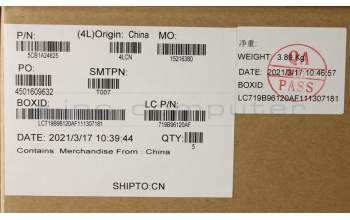 P/N:
(4L)Origin: China
MO:
5CB1A24825
4LCN
15216380
PO:
SMTPN:
4501609632
T007
BOXID:
LC P/N:
LC719B96120AF111307181
719B96120AF
DATE: 2021/3/17 10:39:44
QTY:
5
Contains Merchandise From : China
SHIPTO:CN
净重:
WEIGHT: 3.86 Kg
DATE: 2021/3/17 10:46:57
BOXID:
LC719B96120AF111307181
QA
PASS